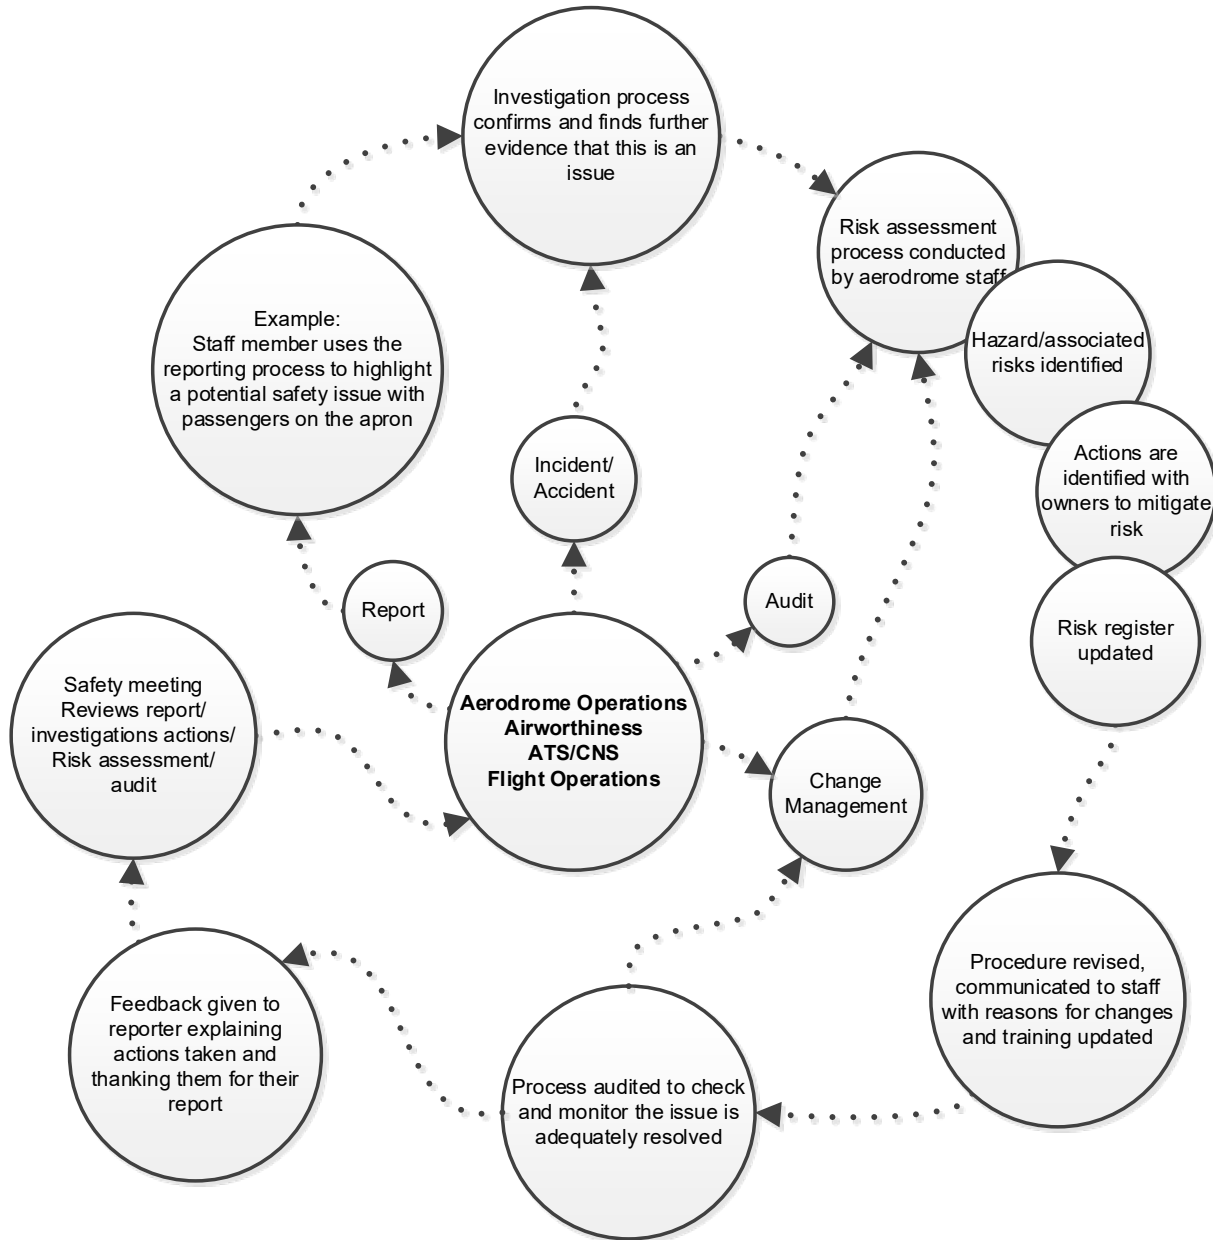 Investigation process
confirms and finds further
evidence that this is an
issue
Risk assessment
process conducted
by aerodrome staff
Hazard/associated
risks identified
Actions are
identified with
owners to mitigate
risk
Risk register
updated
Example:
Staff member uses the
reporting process to highlight
a potential safety issue with
passengers on the apron
Incident/
Accident
Report
Audit
Aerodrome Operations
Airworthiness
ATS/CNS
Flight Operations
Change
Management
Safety meeting
Reviews report/
investigations actions/
Risk assessment/
audit
Procedure revised,
communicated to staff
with reasons for changes
and training updated
Feedback given to
reporter explaining
actions taken and
thanking them for their
report
Process audited to check
and monitor the issue is
adequately resolved